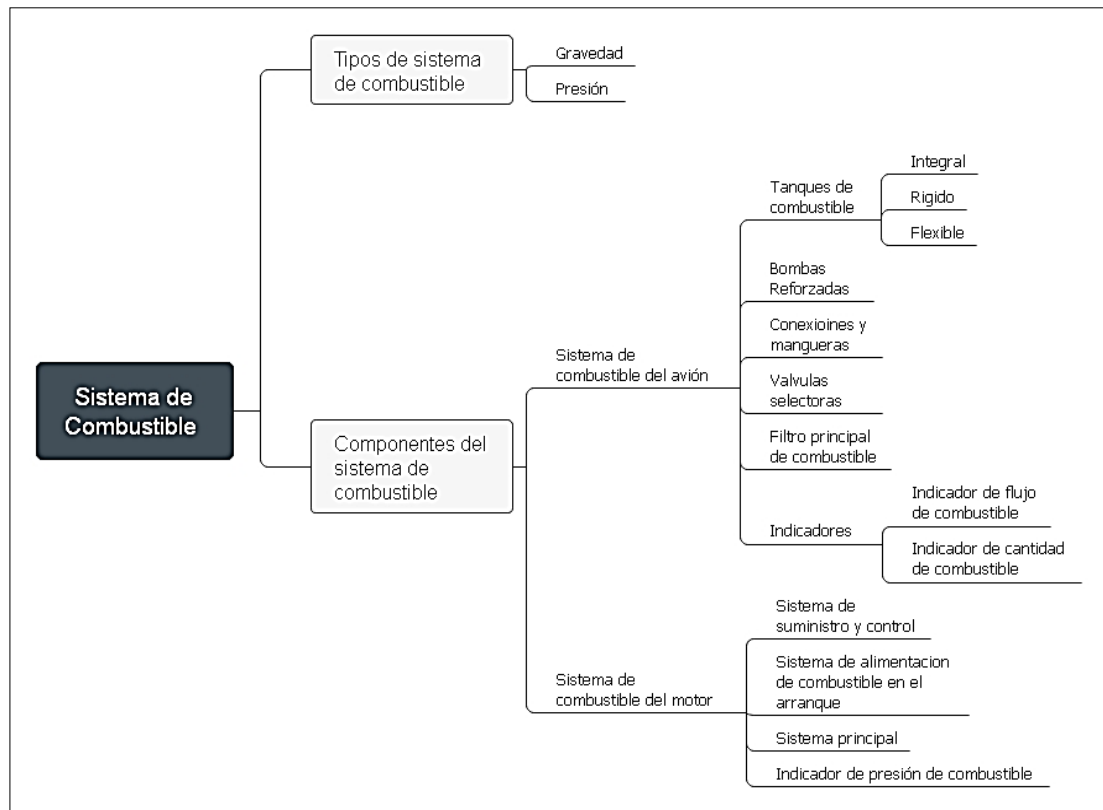 Sistema de
Combustible
Tipos de sistema
de combustible
Gravedad
Presión
Componentes del
sistema de
combustible
Sistema de
combustible del avión
Tanques de
combustible
Integral
Rigido
Flexible
Bombas
Reforzadas
Conexioines y
mangueras
Valvulas
selectoras
Filtro principal
de combustible
Indicadores
Indicador de flujo
de combustible
Indicador de cantidad
de combustible
Sistema de
combustible del motor
Sistema de
suministro y control
Sistema de alimentacion
de combustible en el
arranque
Sistema principal
Indicador de presión de combustible